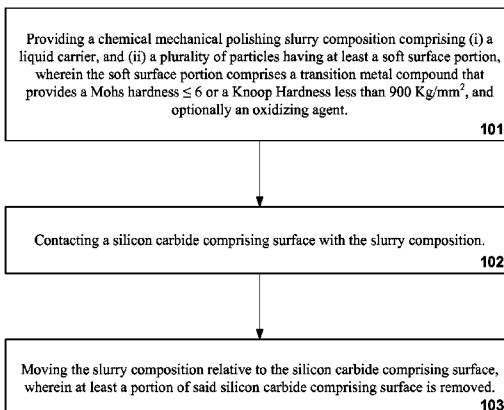 Providing a chemical mechanical polishing slurry composition comprising (i) a
liquid carrier, and (ii) a plurality of particles having at least a soft surface portion,
wherein the soft surface portion comprises a transition metal compound that
provides a Mohs hardness ≤ 6 or a Knoop Hardness less than 900 Kg/mm², and
optionally an oxidizing agent.
101
Contacting a silicon carbide comprising surface with the slurry composition.
102
Moving the slurry composition relative to the silicon carbide comprising surface,
wherein at least a portion of said silicon carbide comprising surface is removed.
103